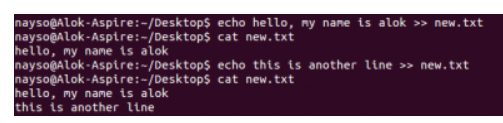 nayso@Alok-Aspire:~/Desktop$ echo hello, my name is alok >> new.txt
nayso@Alok-Aspire:~/Desktop$ cat new.txt
hello, my name is alok
nayso@Alok-Aspire:~/Desktop$ echo this is another line >> new.txt
nayso@Alok-Aspire:~/Desktop$ cat new.txt
hello, my name is alok
this is another line